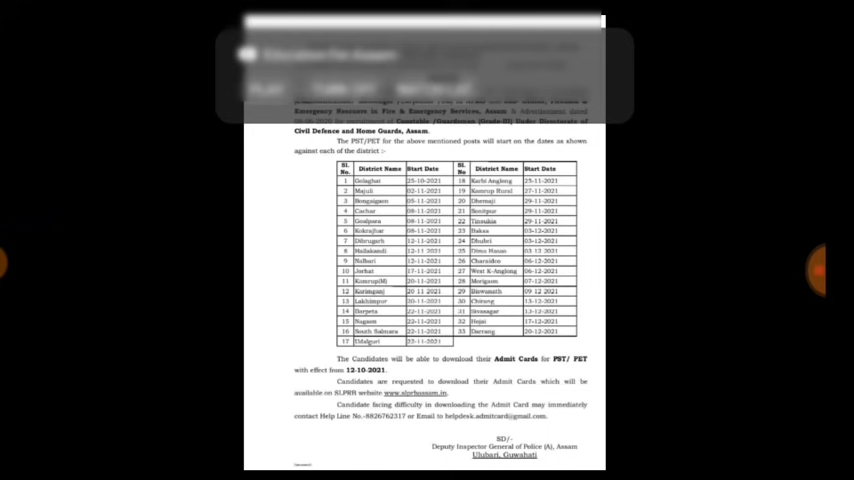 Emergency Rescuers in Fire & Emergency Services, Assam
Constable /Guardsman (Grade-III) Under Directorate of
Civil Defence and Home Guards, Assam.
The PST/PET for the above mentioned posts will start on the dates as shown
against each of the district :-
Sl. No. District Name Start Date Sl. No District Name Start Date
1 Golaghat 25-10-2021 18 Karbi Anglong 25-11-2021
2 Majuli 02-11-2021 19 Kamrup Rural 27-11-2021
3 Bongaigaon 05-11-2021 20 Dhemaji 29-11-2021
4 Cachar 08-11-2021 21 Sonitpur 29-11-2021
5 Goalpara 08-11-2021 22 Tinsukia 29-11-2021
6 Kokrajhar 08-11-2021 23 Baksa 03-12-2021
7 Dibrugarh 12-11-2021 24 Dhubri 03-12-2021
8 Hailakandi 12-11-2021 25 Dima Hasao 03-12-2021
9 Nalbari 12-11-2021 26 Charaideo 06-12-2021
10 Jorhat 17-11-2021 27 West K-Anglong 06-12-2021
11 Kamrup(M) 20-11-2021 28 Morigaon 07-12-2021
12 Karimganj 20-11-2021 29 Biswanath 09-12-2021
13 Lakhimpur 20-11-2021 30 Chirang 13-12-2021
14 Barpeta 22-11-2021 31 Sivasagar 13-12-2021
15 Nagaon 22-11-2021 32 Hojai 17-12-2021
16 South Salmara 22-11-2021 33 Darrang 20-12-2021
17 Udalguri 22-11-2021
The Candidates will be able to download their Admit Cards for PST/ PET
with effect from 12-10-2021.
Candidates are requested to download their Admit Cards which will be
available on SLPRB website www.slprbassam.in.
Candidate facing difficulty in downloading the Admit Card may immediately
contact Help Line No.-8826762317 or Email to helpdesk.admitcard@gmail.com.
SD/-
Deputy Inspector General of Police (A), Assam
Ulubari, Guwahati